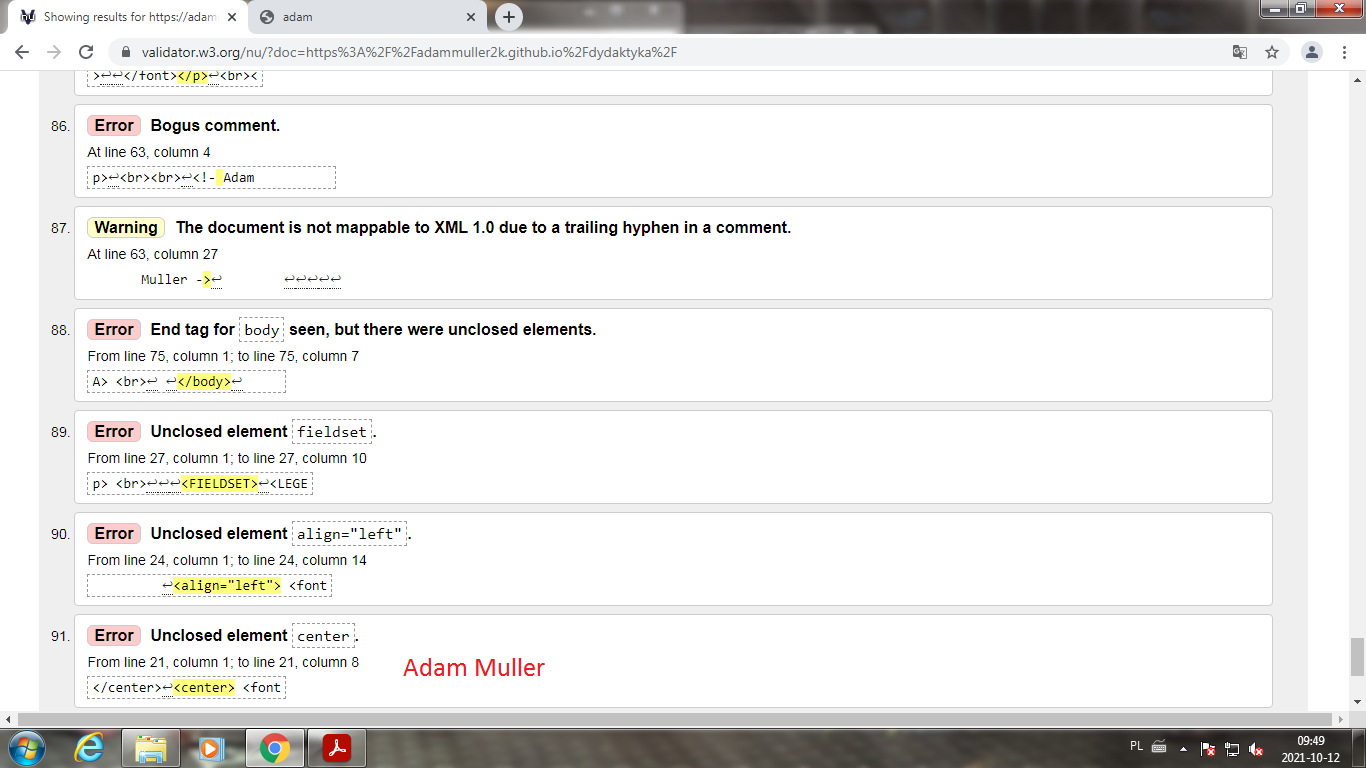 Showing results for https://adam
adam
validator.w3.org/nu/?doc=https%3A%2F%2Fadammuller2k.github.io%2Fdydaktyka%2F
>↩↩</font></p>↩<br><
86. Error Bogus comment.
At line 63, column 4
p>↩<br><br>↩<!- Adam
87. Warning The document is not mappable to XML 1.0 due to a trailing hyphen in a comment.
At line 63, column 27
Muller ->↩ ↩↩↩↩↩
88. Error End tag for body seen, but there were unclosed elements.
From line 75, column 1; to line 75, column 7
A> <br>↩ ↩</body>↩
89. Error Unclosed element fieldset.
From line 27, column 1; to line 27, column 10
p> <br>↩↩↩<FIELDSET>↩<LEGE
90. Error Unclosed element align="left".
From line 24, column 1; to line 24, column 14
↩<align="left"> <font
91. Error Unclosed element center.
From line 21, column 1; to line 21, column 8
Adam Muller
</center>↩<center> <font
PL
09:49
2021-10-12